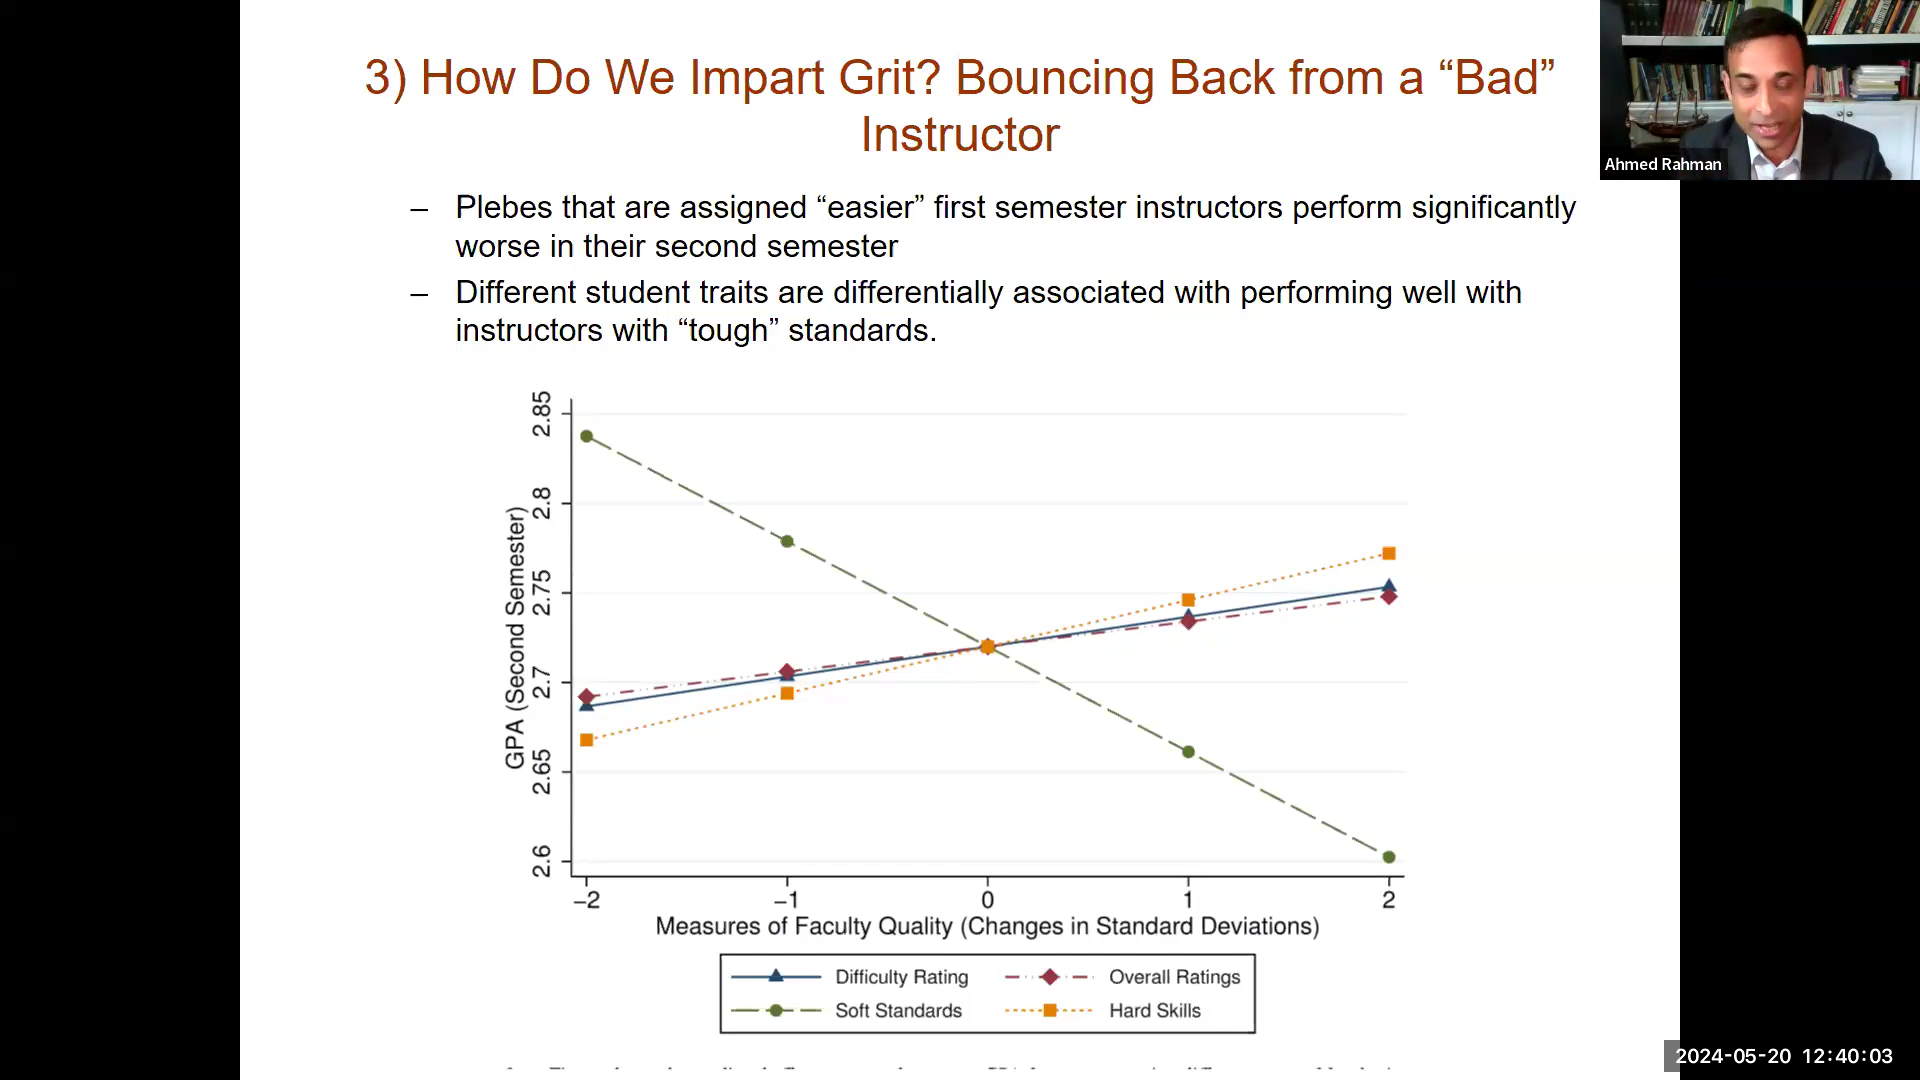 3) How Do We Impart Grit? Bouncing Back from a “Bad”
Instructor
Ahmed Rahman
– Plebes that are assigned “easier” first semester instructors perform significantly
worse in their second semester
– Different student traits are differentially associated with performing well with
instructors with “tough” standards.
GPA (Second Semester)
2.85
2.8
2.75
2.7
2.65
2.6
−2 −1 0 1 2
Measures of Faculty Quality (Changes in Standard Deviations)
Difficulty Rating Overall Ratings
Soft Standards Hard Skills
2024-05-20 12:40:03